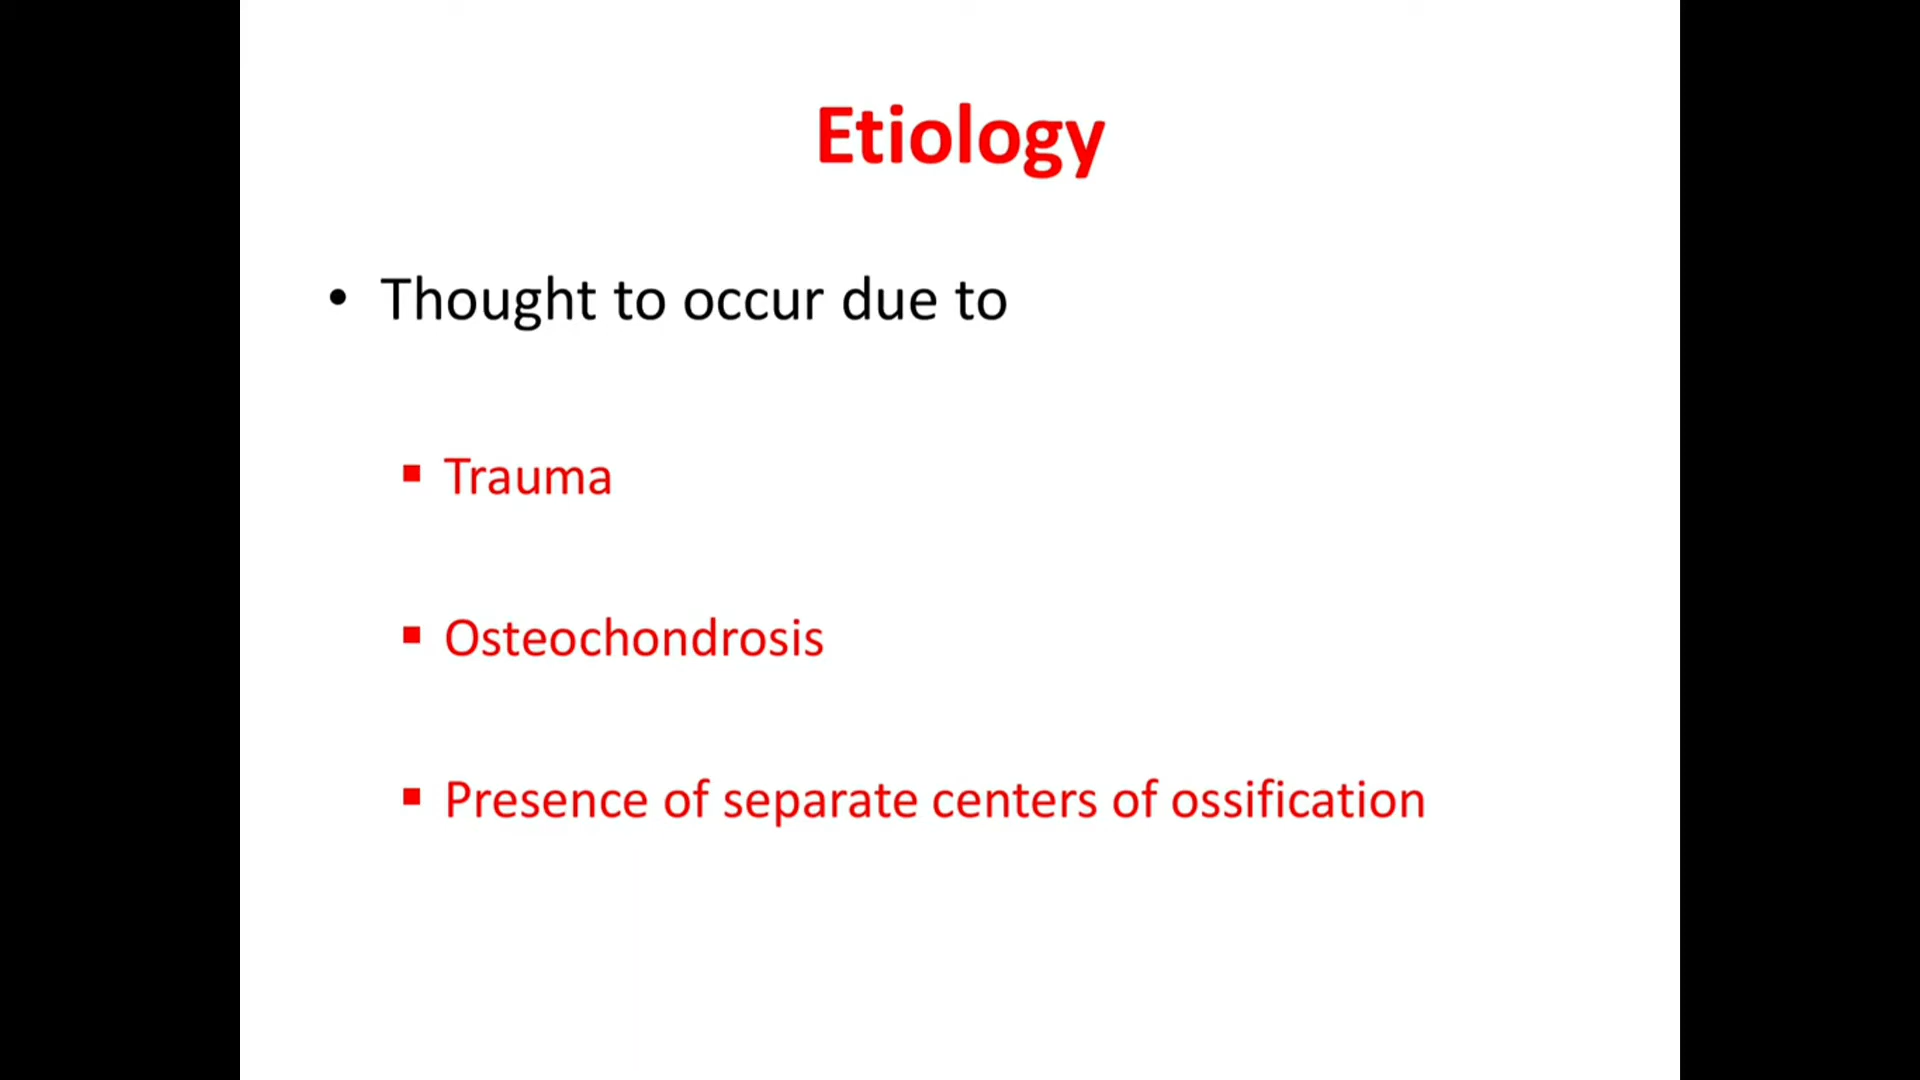 Etiology
• Thought to occur due to
▪ Trauma
▪ Osteochondrosis
▪ Presence of separate centers of ossification